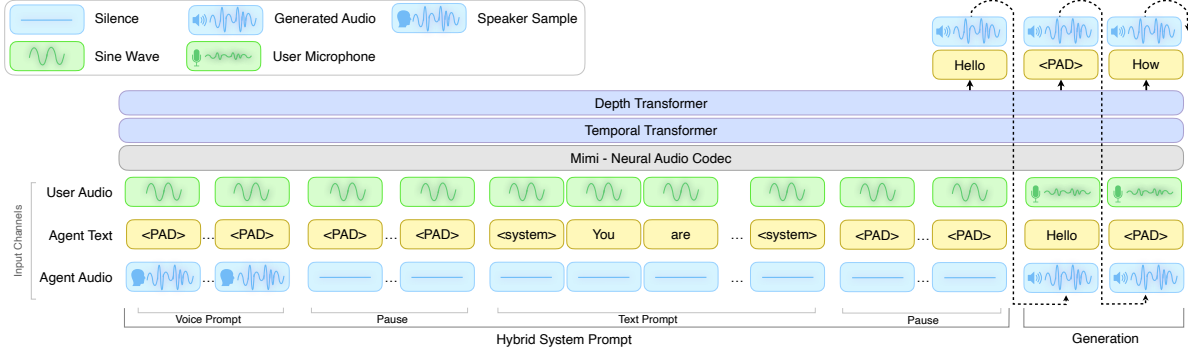 Silence
Generated Audio
Speaker Sample
Sine Wave
User Microphone
Hello
<PAD>
How
Depth Transformer
Temporal Transformer
Mimi - Neural Audio Codec
Input Channels
User Audio
Agent Text
<PAD> ... <PAD> <PAD> ... <PAD> <system> You are ... <system> <PAD> ... <PAD> Hello <PAD>
Agent Audio
... ... ... ...
Voice Prompt
Pause
Text Prompt
Pause
Hybrid System Prompt
Generation